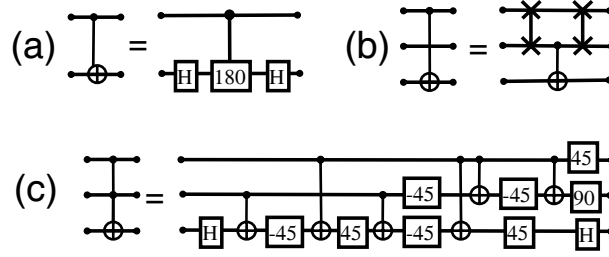 (a) = H 180 H
(b) =
(c) = 45
-45 -45 90
H -45 45 -45 45 H